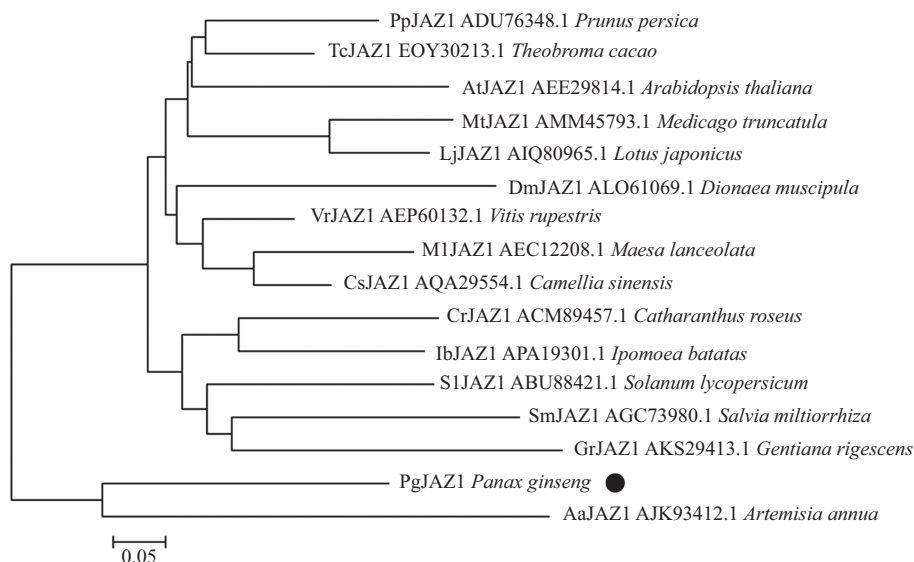 PpJAZ1 ADU76348.1 Prunus persica
TcJAZ1 EOY30213.1 Theobroma cacao
AtJAZ1 AEE29814.1 Arabidopsis thaliana
MtJAZ1 AMM45793.1 Medicago truncatula
LjJAZ1 AIQ80965.1 Lotus japonicus
DmJAZ1 ALO61069.1 Dionaea muscipula
VrJAZ1 AEP60132.1 Vitis rupestris
M1JAZ1 AEC12208.1 Maesa lanceolata
CsJAZ1 AQA29554.1 Camellia sinensis
CrJAZ1 ACM89457.1 Catharanthus roseus
IbJAZ1 APA19301.1 Ipomoea batatas
S1JAZ1 ABU88421.1 Solanum lycopersicum
SmJAZ1 AGC73980.1 Salvia miltiorrhiza
GrJAZ1 AKS29413.1 Gentiana rigescens
PgJAZ1 Panax ginseng
AaJAZ1 AJK93412.1 Artemisia annua
0.05